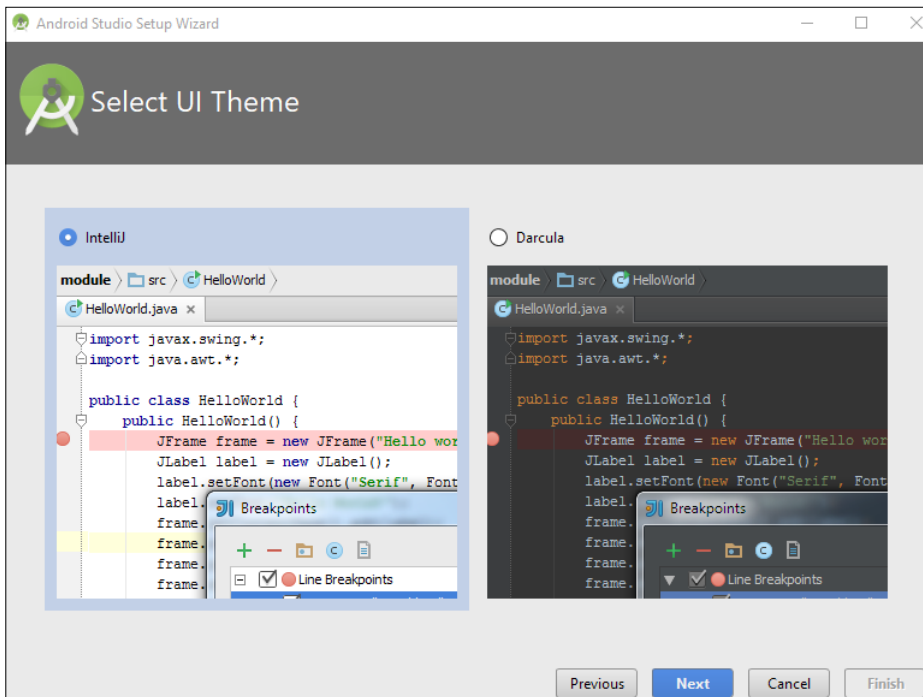 Android Studio Setup Wizard
Select UI Theme
IntelliJ
module src HelloWorld
HelloWorld.java
import javax.swing.*;
import java.awt.*;
public class HelloWorld {
public HelloWorld() {
JFrame frame = new JFrame("Hello wor
JLabel label = new JLabel();
label.setFont(new Font("Serif", Font
label.
frame.
frame.
frame.
frame.
Breakpoints
Line Breakpoints
Darcula
module src HelloWorld
HelloWorld.java
import javax.swing.*;
import java.awt.*;
public class HelloWorld {
public HelloWorld() {
JFrame frame = new JFrame("Hello wor
JLabel label = new JLabel();
label.setFont(new Font("Serif", Font
label.
frame.
frame.
frame.
frame.
Breakpoints
Line Breakpoints
Previous Next Cancel Finish